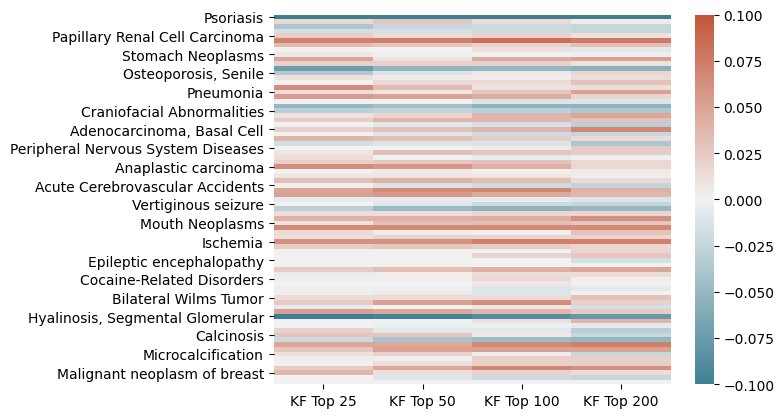 Psoriasis
Papillary Renal Cell Carcinoma
Stomach Neoplasms
Osteoporosis, Senile
Pneumonia
Craniofacial Abnormalities
Adenocarcinoma, Basal Cell
Peripheral Nervous System Diseases
Anaplastic carcinoma
Acute Cerebrovascular Accidents
Vertiginous seizure
Mouth Neoplasms
Ischemia
Epileptic encephalopathy
Cocaine-Related Disorders
Bilateral Wilms Tumor
Hyalinosis, Segmental Glomerular
Calcinosis
Microcalcification
Malignant neoplasm of breast
KF Top 25 KF Top 50 KF Top 100 KF Top 200
0.100
0.075
0.050
0.025
0.000
−0.025
−0.050
−0.075
−0.100